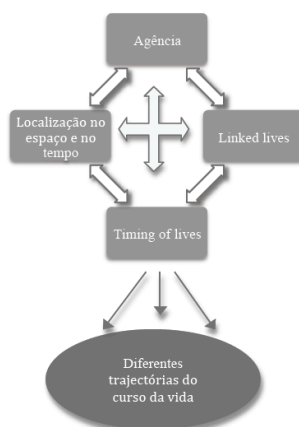 Agência
Localização no
espaço e no
tempo
Linked lives
Timing of lives
Diferentes
trajectórias do
curso da vida